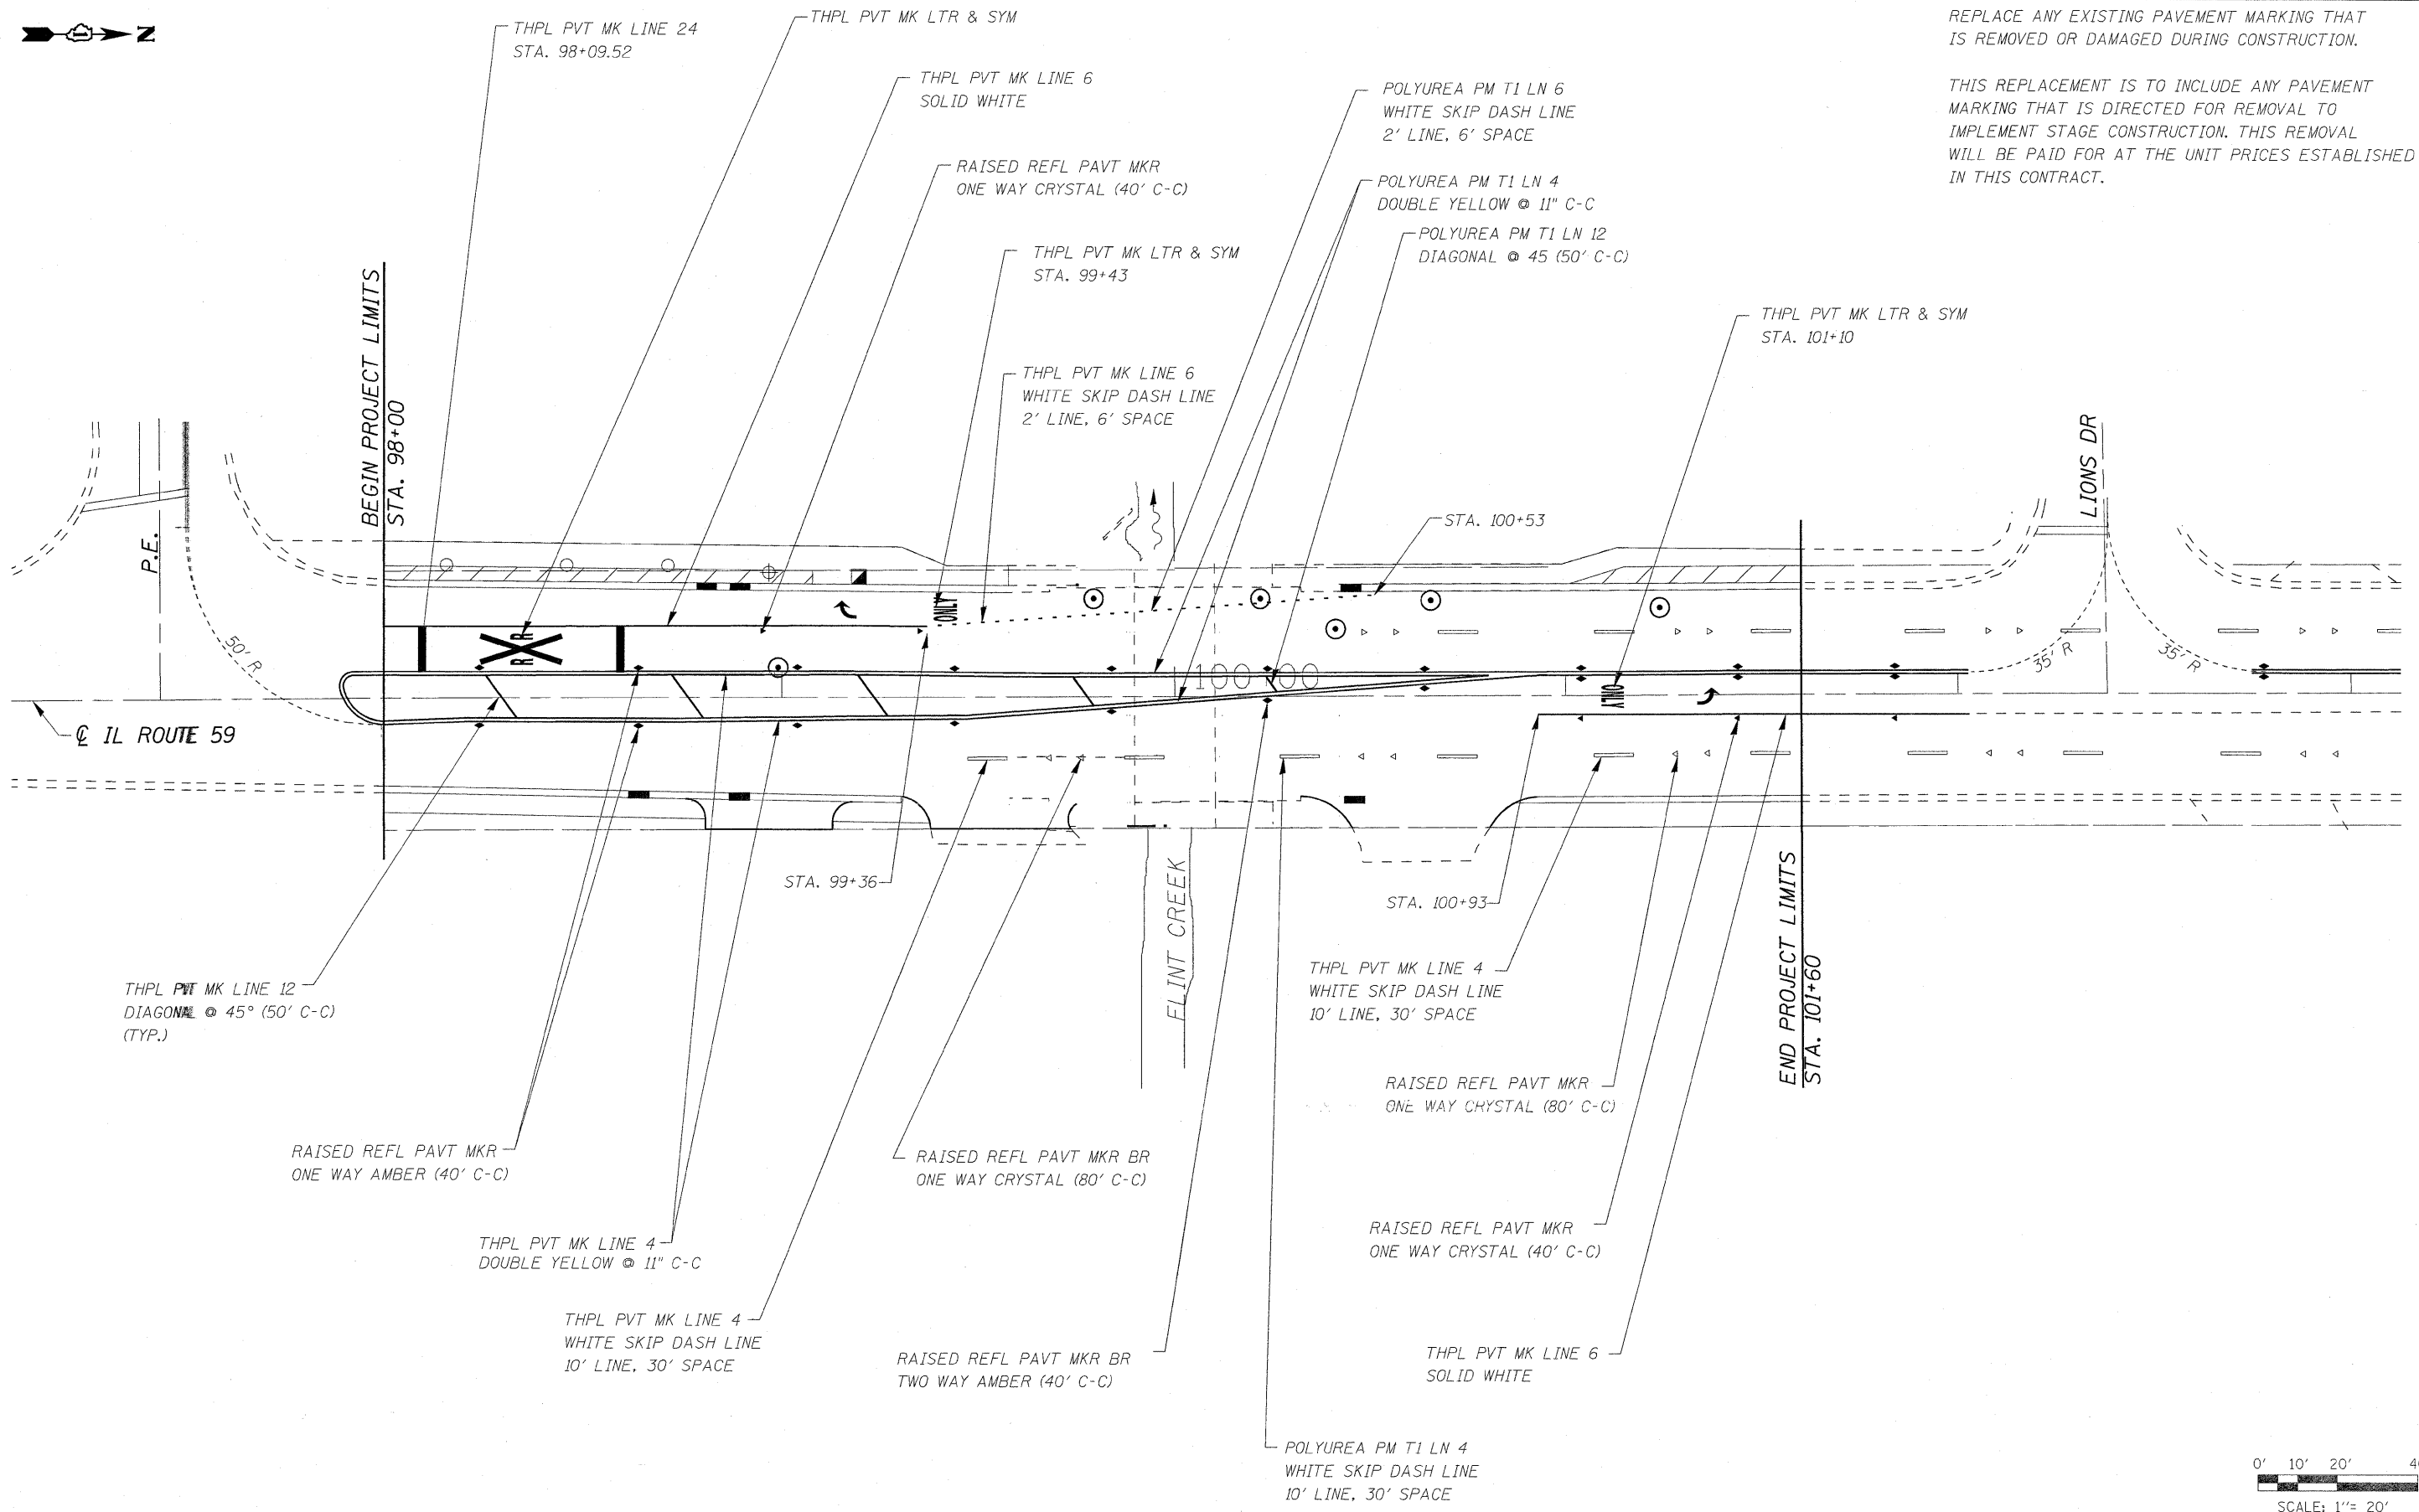 N
THPL PVT MK LINE 24
STA. 98+09.52
THPL PVT MK LTR & SYM
THPL PVT MK LINE 6
SOLID WHITE
RAISED REFL PAVT MKR
ONE WAY CRYSTAL (40' C-C)
THPL PVT MK LTR & SYM
STA. 99+43
THPL PVT MK LINE 6
WHITE SKIP DASH LINE
2' LINE, 6' SPACE
POLYUREA PM T1 LN 6
WHITE SKIP DASH LINE
2' LINE, 6' SPACE
POLYUREA PM T1 LN 4
DOUBLE YELLOW @ 11" C-C
POLYUREA PM T1 LN 12
DIAGONAL @ 45 (50' C-C)
THPL PVT MK LTR & SYM
STA. 101+10
REPLACE ANY EXISTING PAVEMENT MARKING THAT
IS REMOVED OR DAMAGED DURING CONSTRUCTION.
THIS REPLACEMENT IS TO INCLUDE ANY PAVEMENT
MARKING THAT IS DIRECTED FOR REMOVAL TO
IMPLEMENT STAGE CONSTRUCTION. THIS REMOVAL
WILL BE PAID FOR AT THE UNIT PRICES ESTABLISHED
IN THIS CONTRACT.
BEGIN PROJECT LIMITS
STA. 98+00
P.E.
50' R
R R
ONLY
STA. 100+53
100+00
ONLY
LIONS DR
35' R
35' R
℄ IL ROUTE 59
STA. 99+36
FLINT CREEK
STA. 100+93
END PROJECT LIMITS
STA. 101+60
THPL PVT MK LINE 12
DIAGONAL @ 45° (50' C-C)
(TYP.)
RAISED REFL PAVT MKR
ONE WAY AMBER (40' C-C)
THPL PVT MK LINE 4
DOUBLE YELLOW @ 11" C-C
THPL PVT MK LINE 4
WHITE SKIP DASH LINE
10' LINE, 30' SPACE
RAISED REFL PAVT MKR BR
ONE WAY CRYSTAL (80' C-C)
RAISED REFL PAVT MKR BR
TWO WAY AMBER (40' C-C)
THPL PVT MK LINE 4
WHITE SKIP DASH LINE
10' LINE, 30' SPACE
RAISED REFL PAVT MKR
ONE WAY CRYSTAL (80' C-C)
RAISED REFL PAVT MKR
ONE WAY CRYSTAL (40' C-C)
THPL PVT MK LINE 6
SOLID WHITE
POLYUREA PM T1 LN 4
WHITE SKIP DASH LINE
10' LINE, 30' SPACE
0' 10' 20' 4
SCALE: 1"= 20'